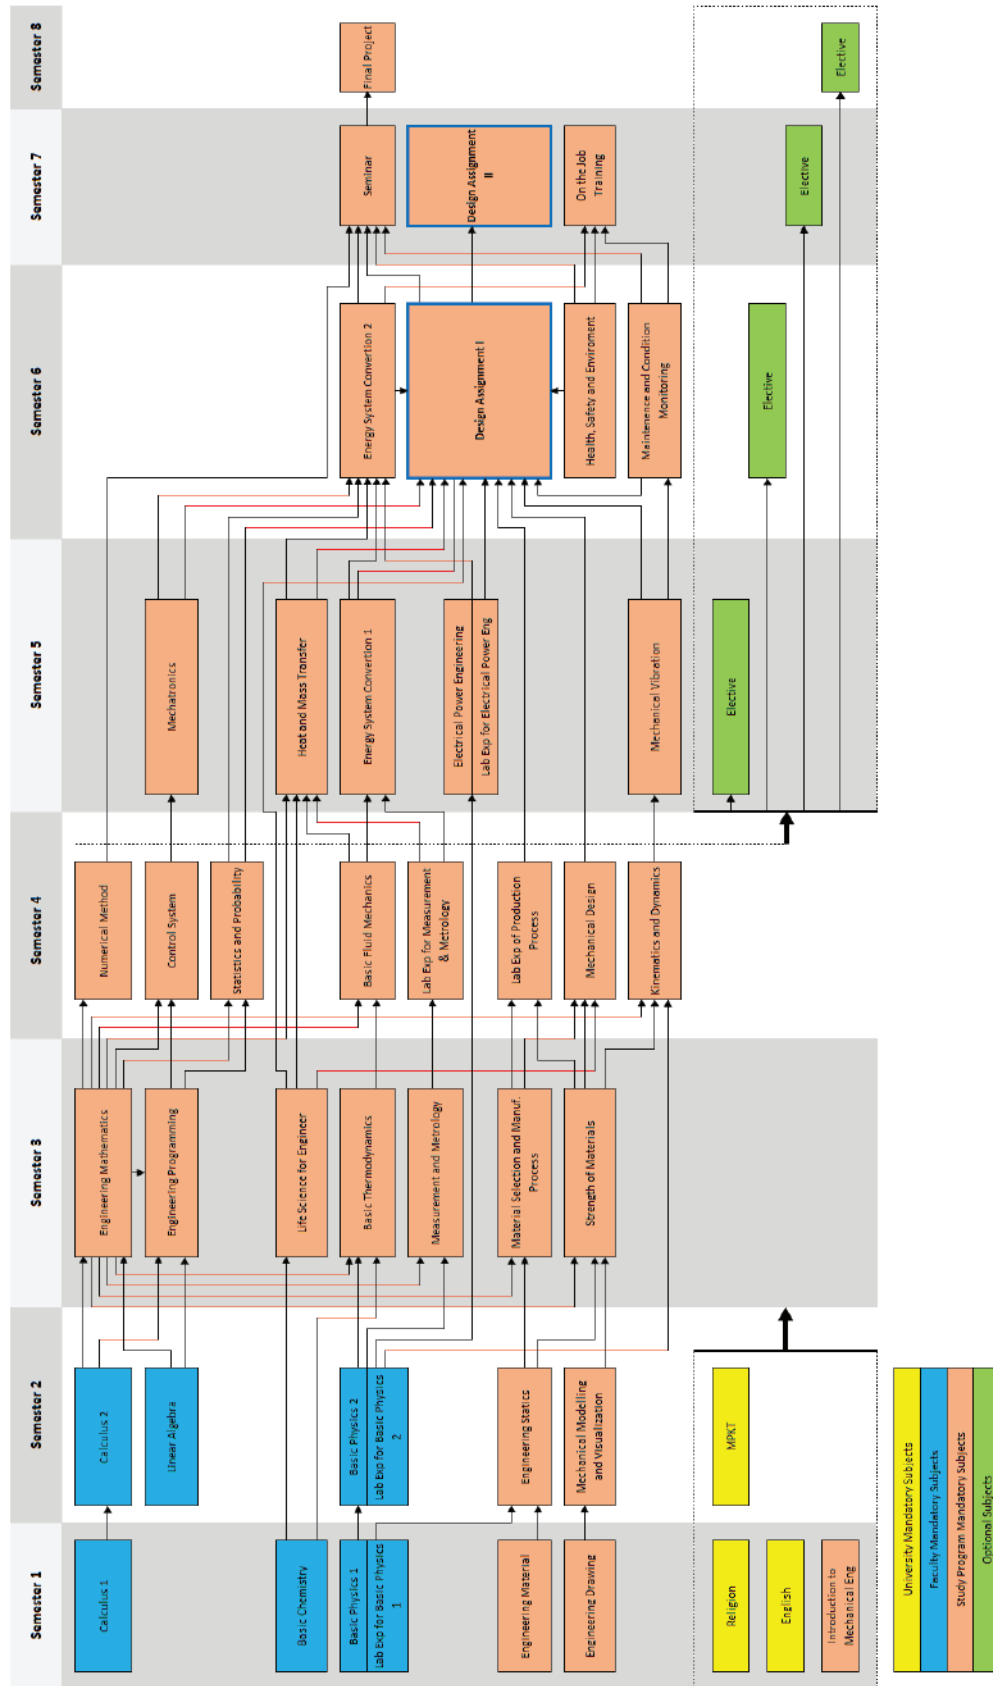 Semester 1
Semester 2
Semester 3
Semester 4
Semester 5
Semester 6
Semester 7
Semester 8
Calculus 1
Basic Chemistry
Basic Physics 1
Lab Exp for Basic Physics
1
Engineering Material
Engineering Drawing
Religion
English
Introduction to
Mechanical Eng
Calculus 2
Linear Algebra
Basic Physics 2
Lab Exp for Basic Physics
2
Engineering Statics
Mechanical Modelling
and Visualization
MPKT
Engineering Mathematics
Engineering Programming
Life Science for Engineer
Basic Thermodynamics
Measurement and Metrology
Material Selection and Manuf.
Process
Strength of Materials
Numerical Method
Control System
Statistics and Probability
Basic Fluid Mechanics
Lab Exp for Measurement
& Metrology
Lab Exp of Production
Process
Mechanical Design
Kinematics and Dynamics
Mechatronics
Heat and Mass Transfer
Energy System Convertion 1
Electrical Power Engineering
Lab Exp for Electrical Power Eng
Mechanical Vibration
Elective
Energy System Convertion 2
Design Assignment I
Health, Safety and Enviroment
Maintenence and Condition
Monitoring
Elective
Seminar
Design Assignment
II
On the Job
Training
Elective
Final Project
Elective
University Mandatory Subjects
Faculty Mandatory Subjects
Study Program Mandatory Subjects
Optional Subjects